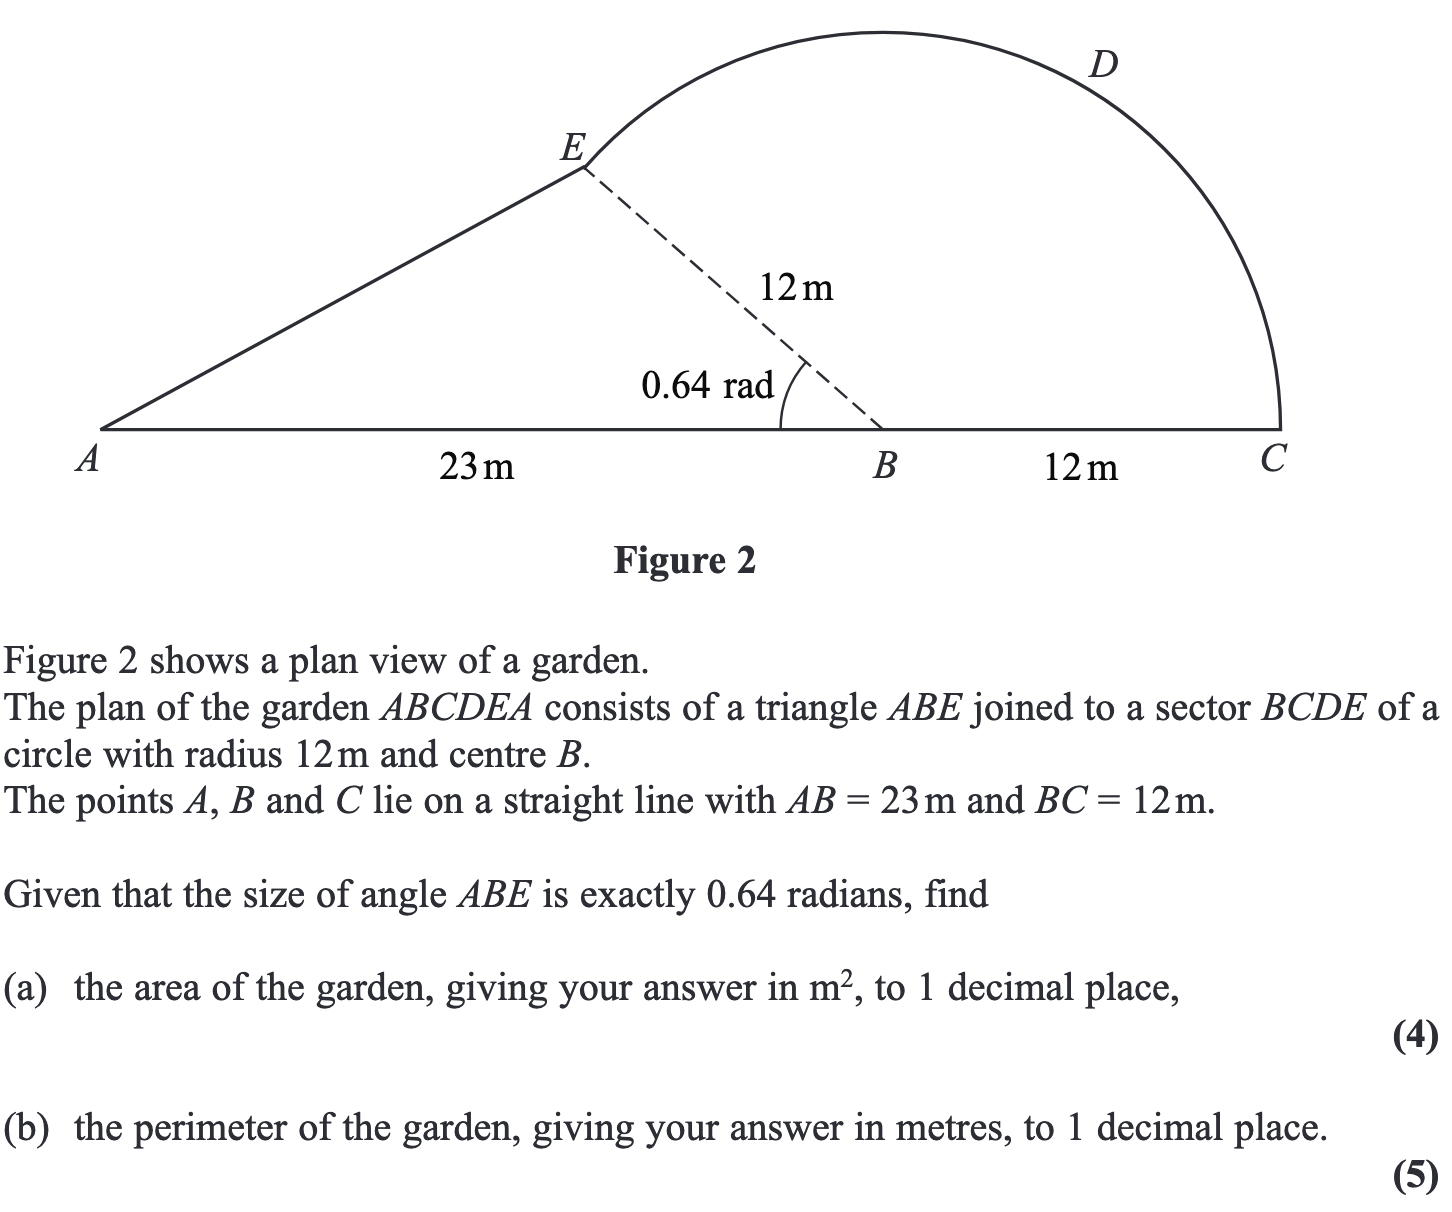 D
E
12 m
0.64 rad
A
23 m
B
12 m
C
Figure 2
Figure 2 shows a plan view of a garden.
The plan of the garden ABCDEA consists of a triangle ABE joined to a sector BCDE of a
circle with radius 12 m and centre B.
The points A, B and C lie on a straight line with AB = 23 m and BC = 12 m.
Given that the size of angle ABE is exactly 0.64 radians, find
(a) the area of the garden, giving your answer in m², to 1 decimal place,
(4)
(b) the perimeter of the garden, giving your answer in metres, to 1 decimal place.
(5)